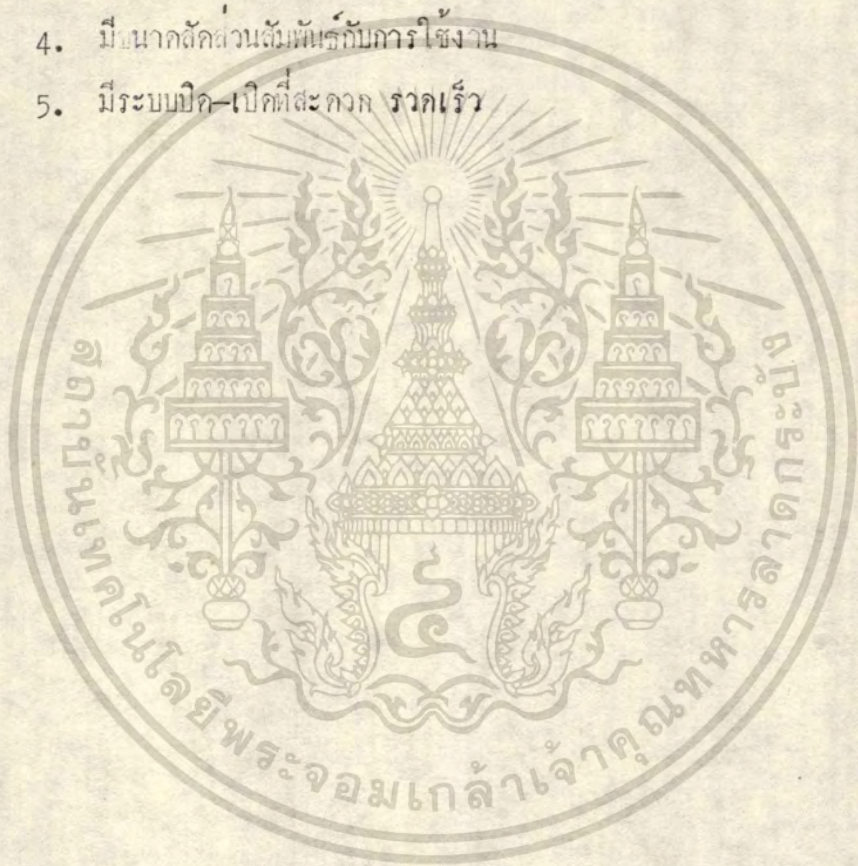 4. มีขนาดสัดส่วนสัมพันธ์กับการใช้งาน
5. มีระบบปิด-เปิดที่สะดวก รวดเร็ว
สถาบันเทคโนโลยีพระจอมเกล้าเจ้าคุณทหารลาดกระบัง
๔